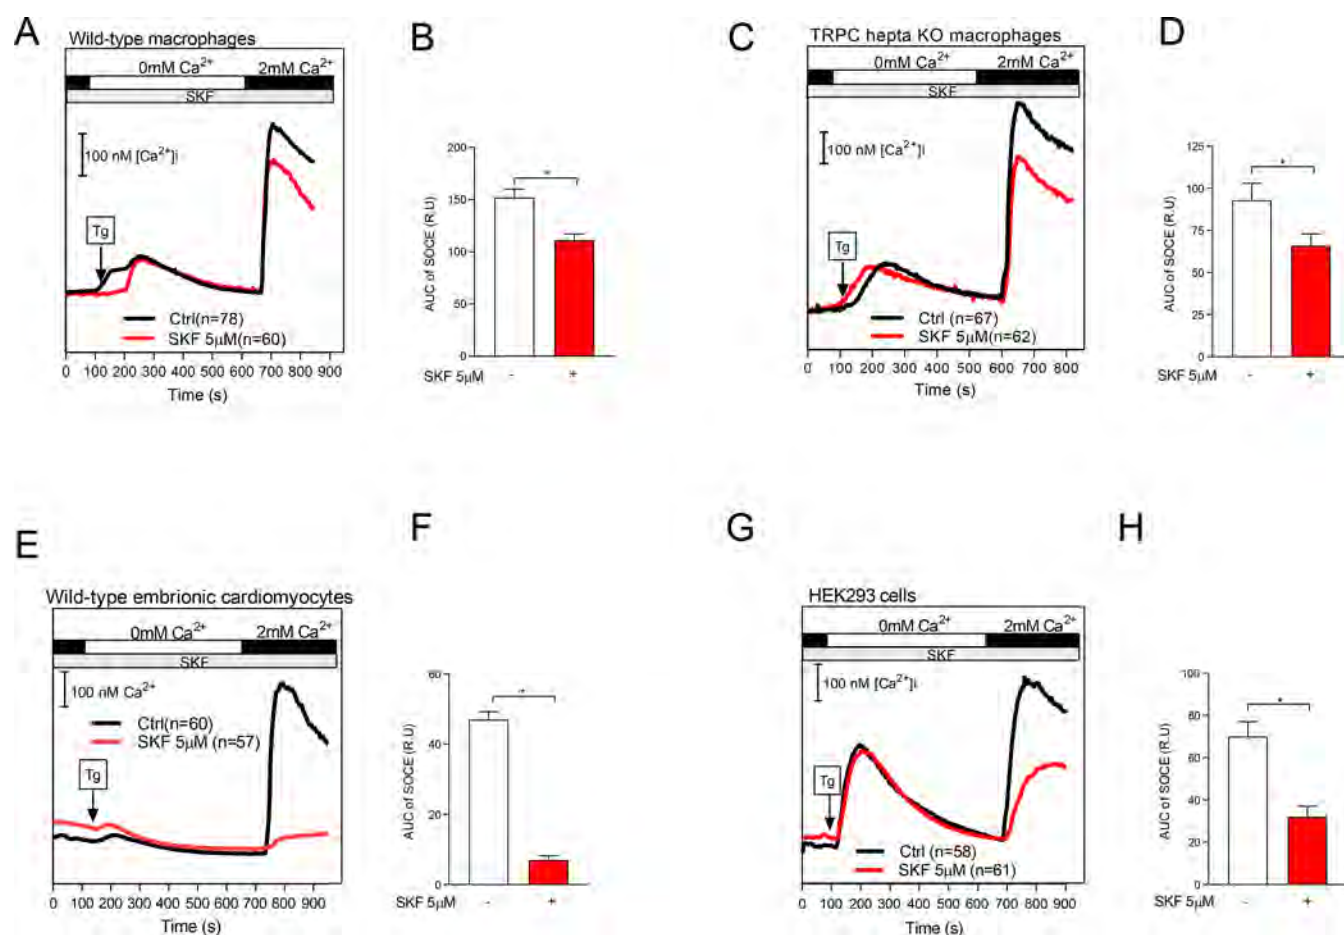 A
Wild-type macrophages
0mM Ca²⁺
2mM Ca²⁺
SKF
100 nM [Ca²⁺]i
Tg
Ctrl(n=78)
SKF 5µM(n=60)
0 100 200 300 400 500 600 700 800 900
Time (s)
B
200
150
100
50
0
AUC of SOCE (R.U)
*
SKF 5µM
-
+
C
TRPC hepta KO macrophages
0mM Ca²⁺
2mM Ca²⁺
SKF
100 nM [Ca²⁺]i
Tg
Ctrl (n=67)
SKF 5µM(n=62)
0 100 200 300 400 500 600 700 800
Time (s)
D
125
100
75
50
25
0
AUC of SOCE (R.U)
*
SKF 5µM
-
+
E
Wild-type embrionic cardiomyocytes
0mM Ca²⁺
2mM Ca²⁺
SKF
100 nM Ca²⁺
Ctrl(n=60)
SKF 5µM (n=57)
Tg
0 100 200 300 400 500 600 700 800 900
Time (s)
F
60
40
20
0
AUC of SOCE (R.U)
*
SKF 5µM
-
+
G
HEK293 cells
0mM Ca²⁺
2mM Ca²⁺
SKF
100 nM [Ca²⁺]i
Tg
Ctrl (n=58)
SKF 5µM(n=61)
0 100 200 300 400 500 600 700 800 900
Time (s)
H
100
80
60
40
20
0
AUC of SOCE (R.U)
*
SKF 5µM
-
+